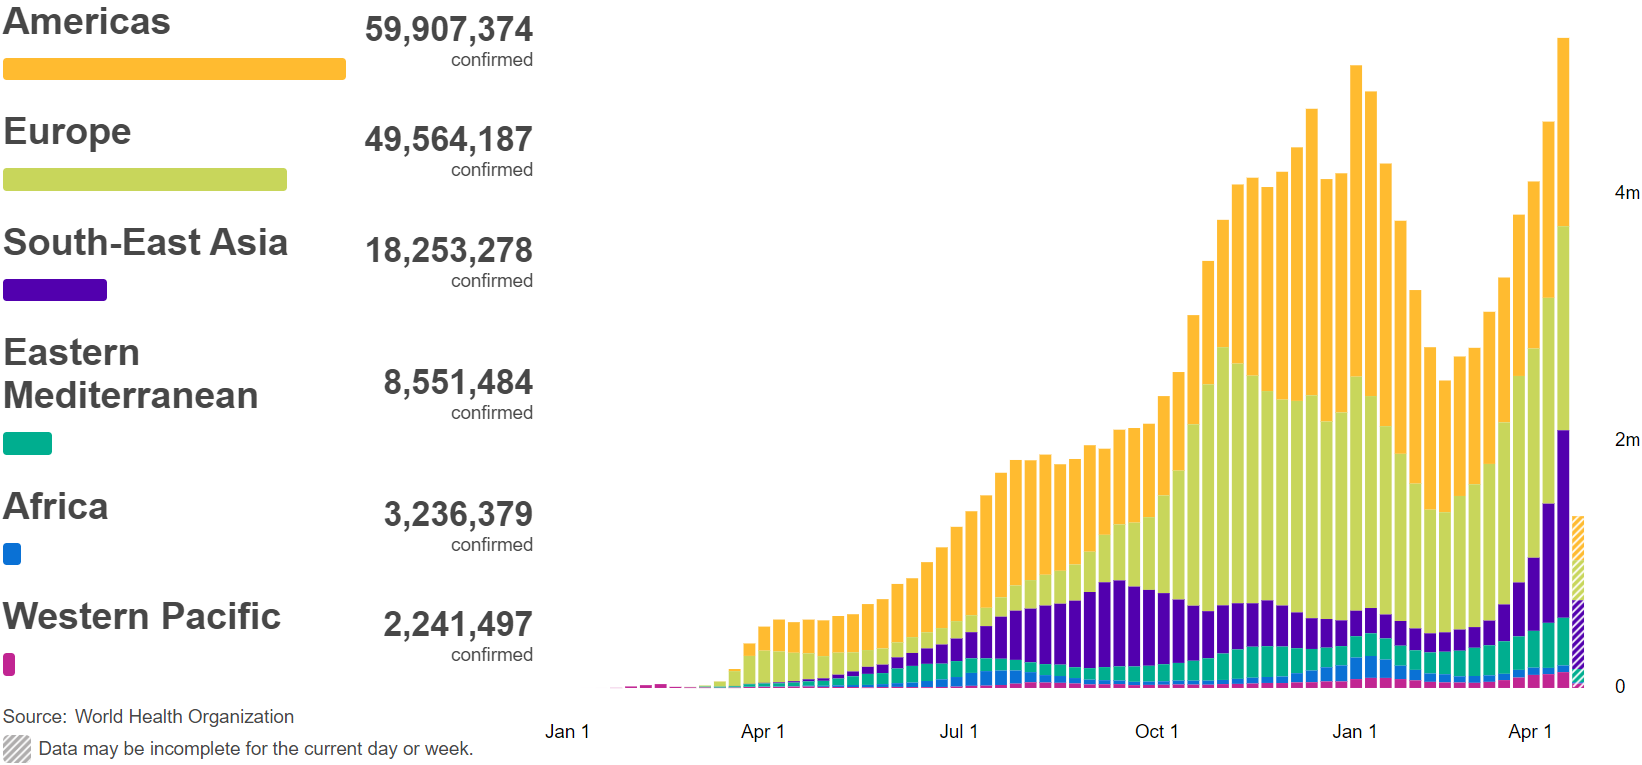 Americas
59,907,374
confirmed
Europe
49,564,187
confirmed
South-East Asia
18,253,278
confirmed
Eastern
Mediterranean
8,551,484
confirmed
Africa
3,236,379
confirmed
Western Pacific
2,241,497
confirmed
Source: World Health Organization
Data may be incomplete for the current day or week.
4m
2m
0
Jan 1
Apr 1
Jul 1
Oct 1
Jan 1
Apr 1